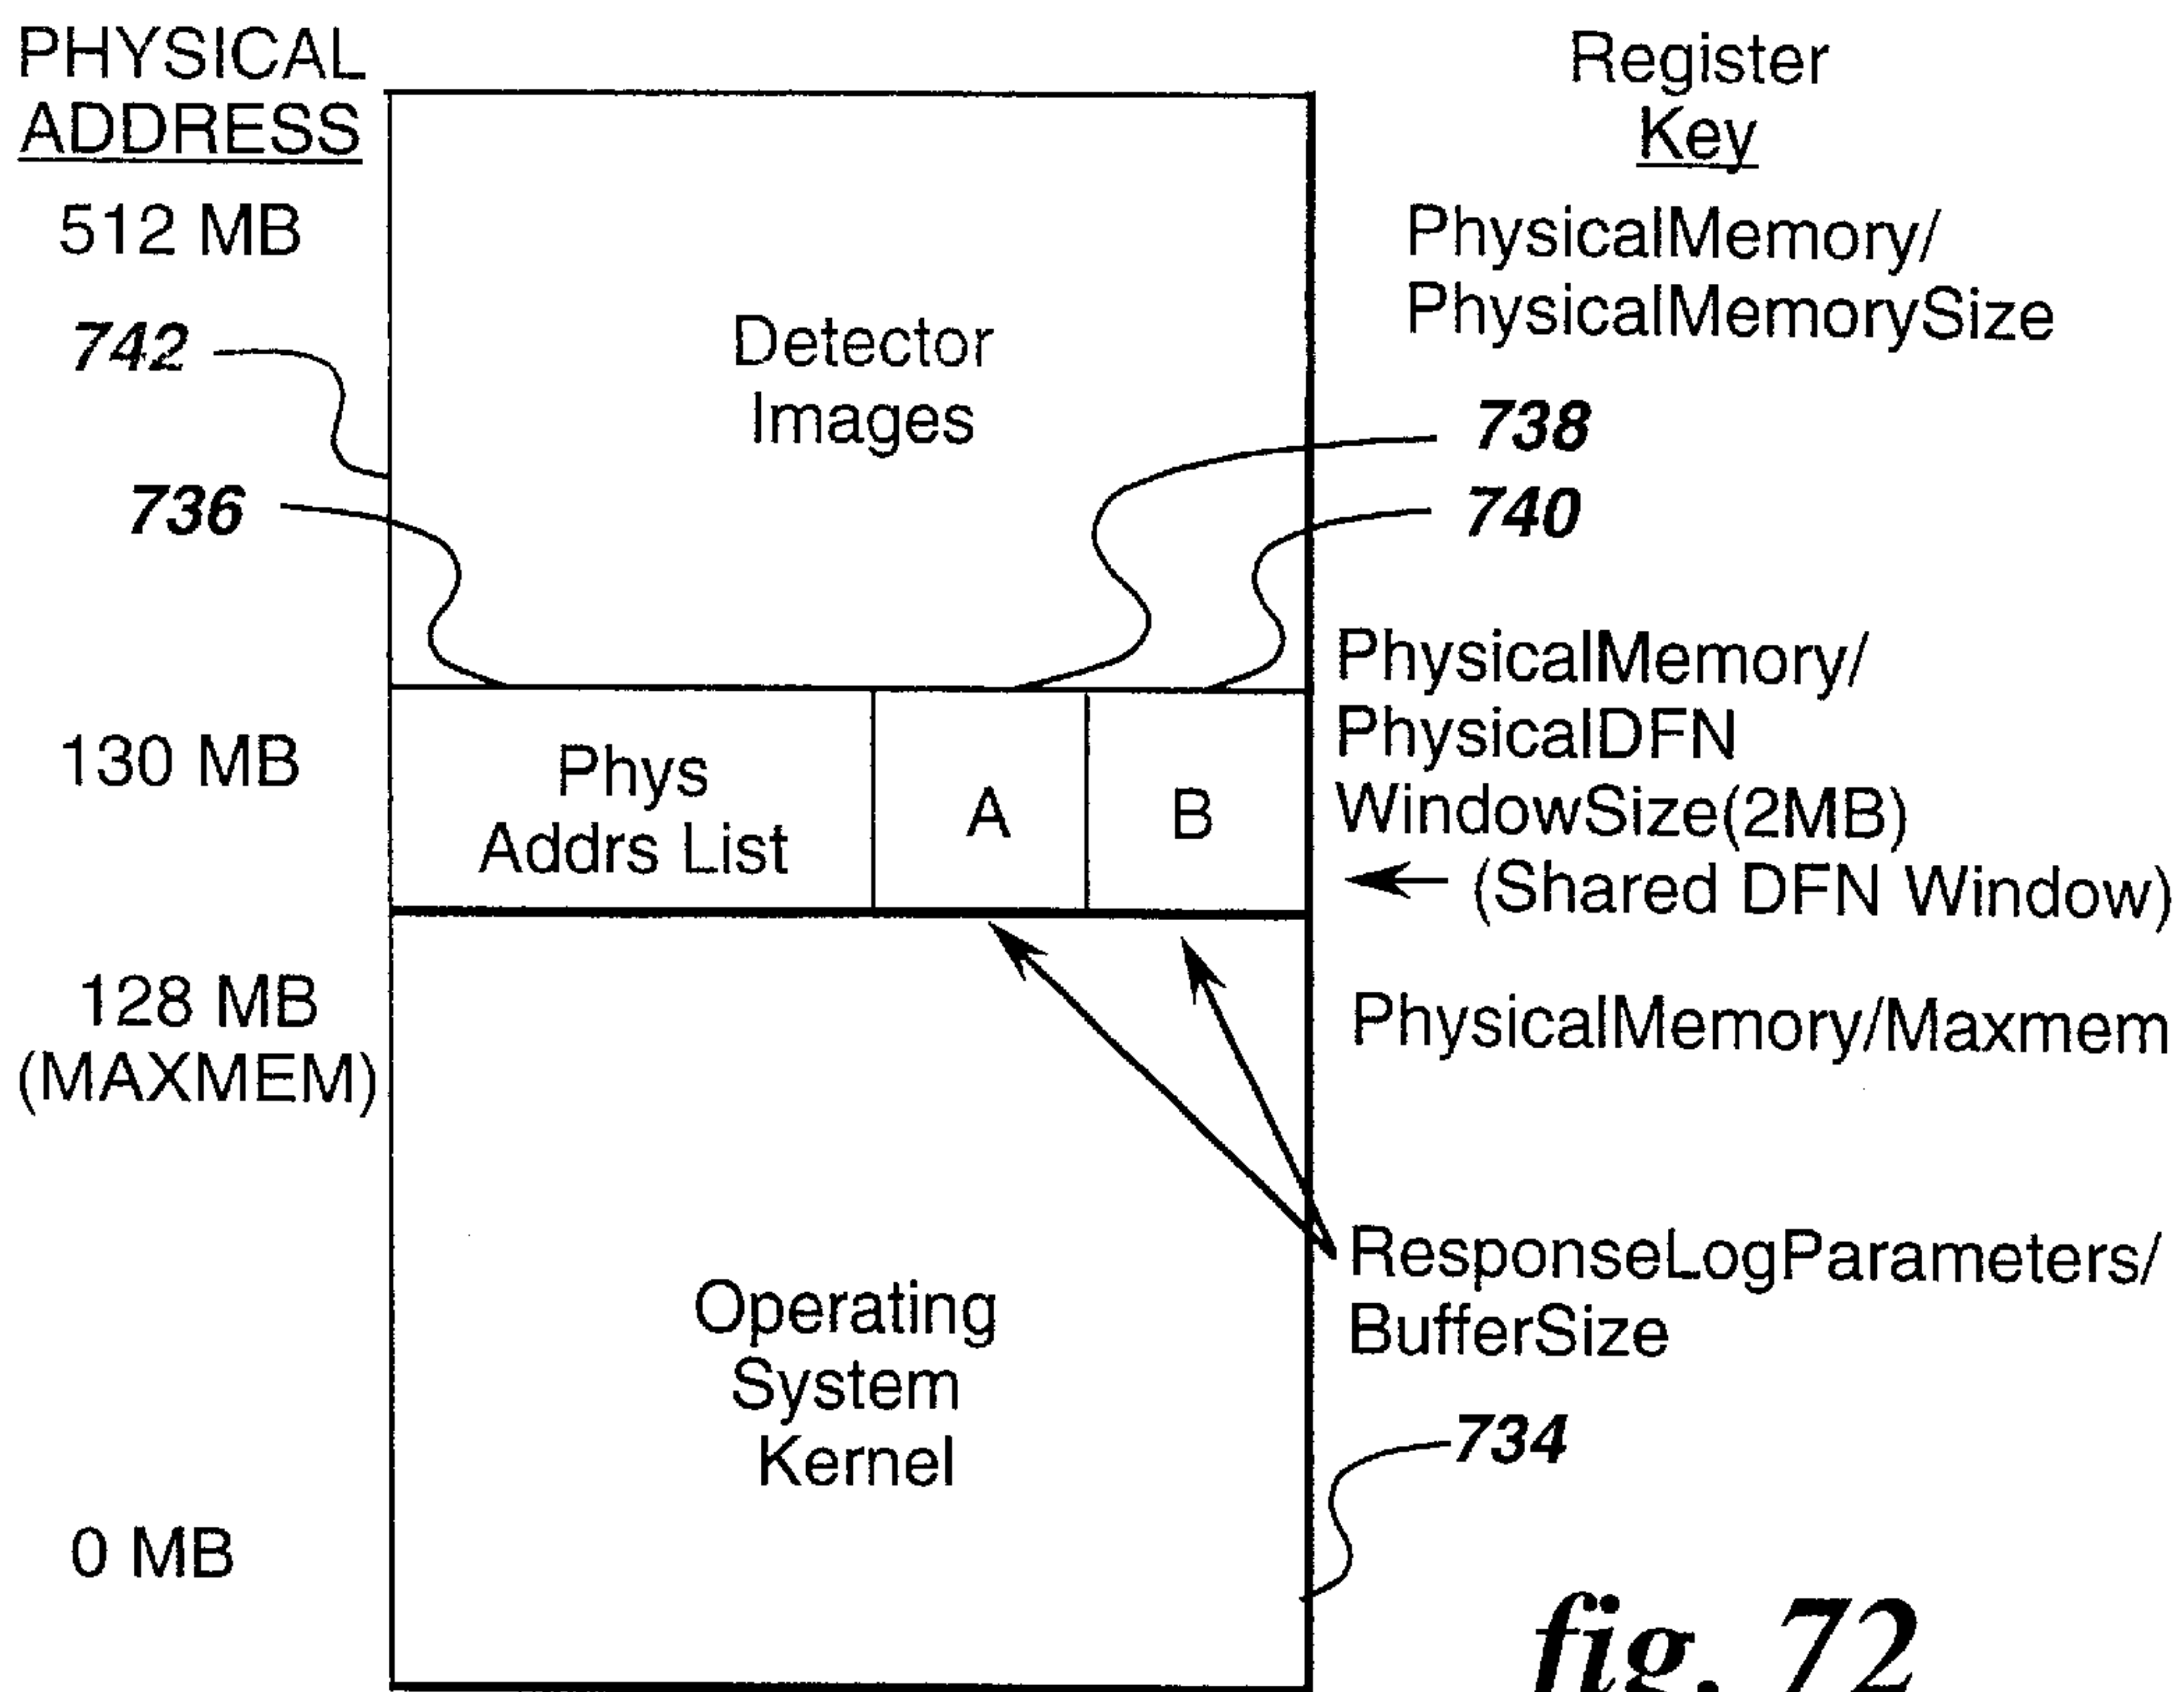 PHYSICAL
ADDRESS
512 MB
742
736
130 MB
128 MB
(MAXMEM)
0 MB
Detector
Images
Phys
Addrs List
A
B
Operating
System
Kernel
Register
Key
PhysicalMemory/
PhysicalMemorySize
738
740
PhysicalMemory/
PhysicalDFN
WindowSize(2MB)
(Shared DFN Window)
PhysicalMemory/Maxmem
ResponseLogParameters/
BufferSize
734
fig. 72